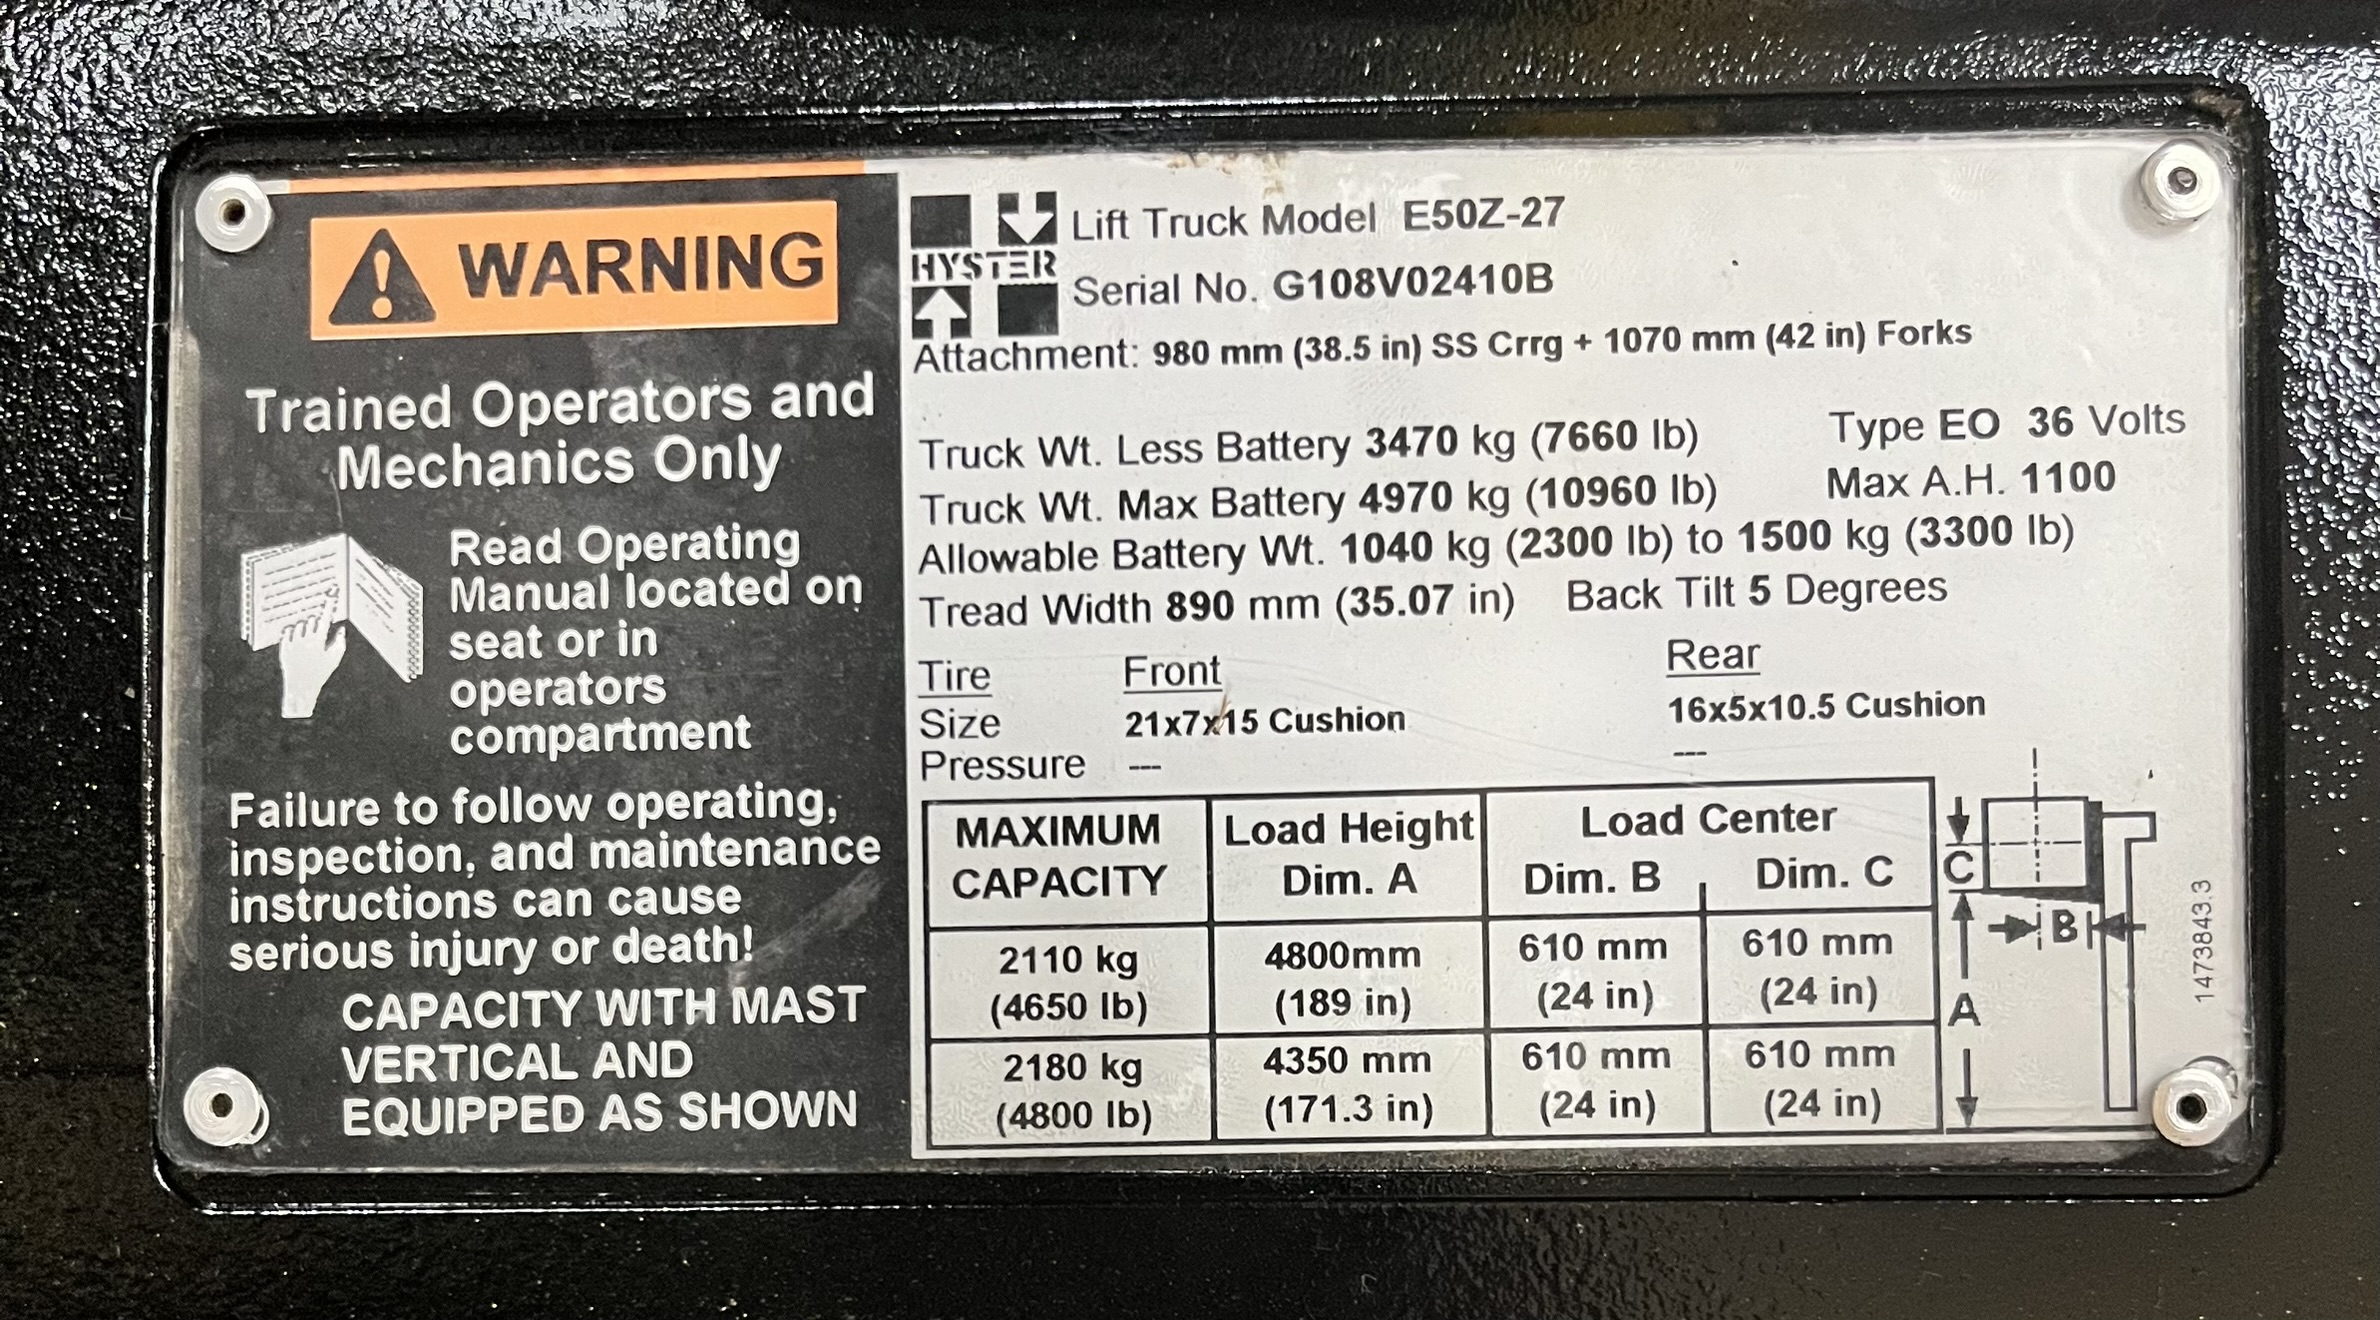 WARNING
Trained Operators and
Mechanics Only
Read Operating
Manual located on
seat or in
operators
compartment
Failure to follow operating,
inspection, and maintenance
instructions can cause
serious injury or death!
CAPACITY WITH MAST
VERTICAL AND
EQUIPPED AS SHOWN
HYSTER
Lift Truck Model E50Z-27
Serial No. G108V02410B
Attachment: 980 mm (38.5 in) SS Crrg + 1070 mm (42 in) Forks
Truck Wt. Less Battery 3470 kg (7660 lb) Type EO 36 Volts
Truck Wt. Max Battery 4970 kg (10960 lb) Max A.H. 1100
Allowable Battery Wt. 1040 kg (2300 lb) to 1500 kg (3300 lb)
Tread Width 890 mm (35.07 in) Back Tilt 5 Degrees
Tire Front Rear
Size 21x7x15 Cushion 16x5x10.5 Cushion
Pressure --- ---
MAXIMUM Load Height Load Center
CAPACITY Dim. A Dim. B Dim. C
2110 kg 4800mm 610 mm 610 mm
(4650 lb) (189 in) (24 in) (24 in)
2180 kg 4350 mm 610 mm 610 mm
(4800 lb) (171.3 in) (24 in) (24 in)
C
B
A
1473843.3